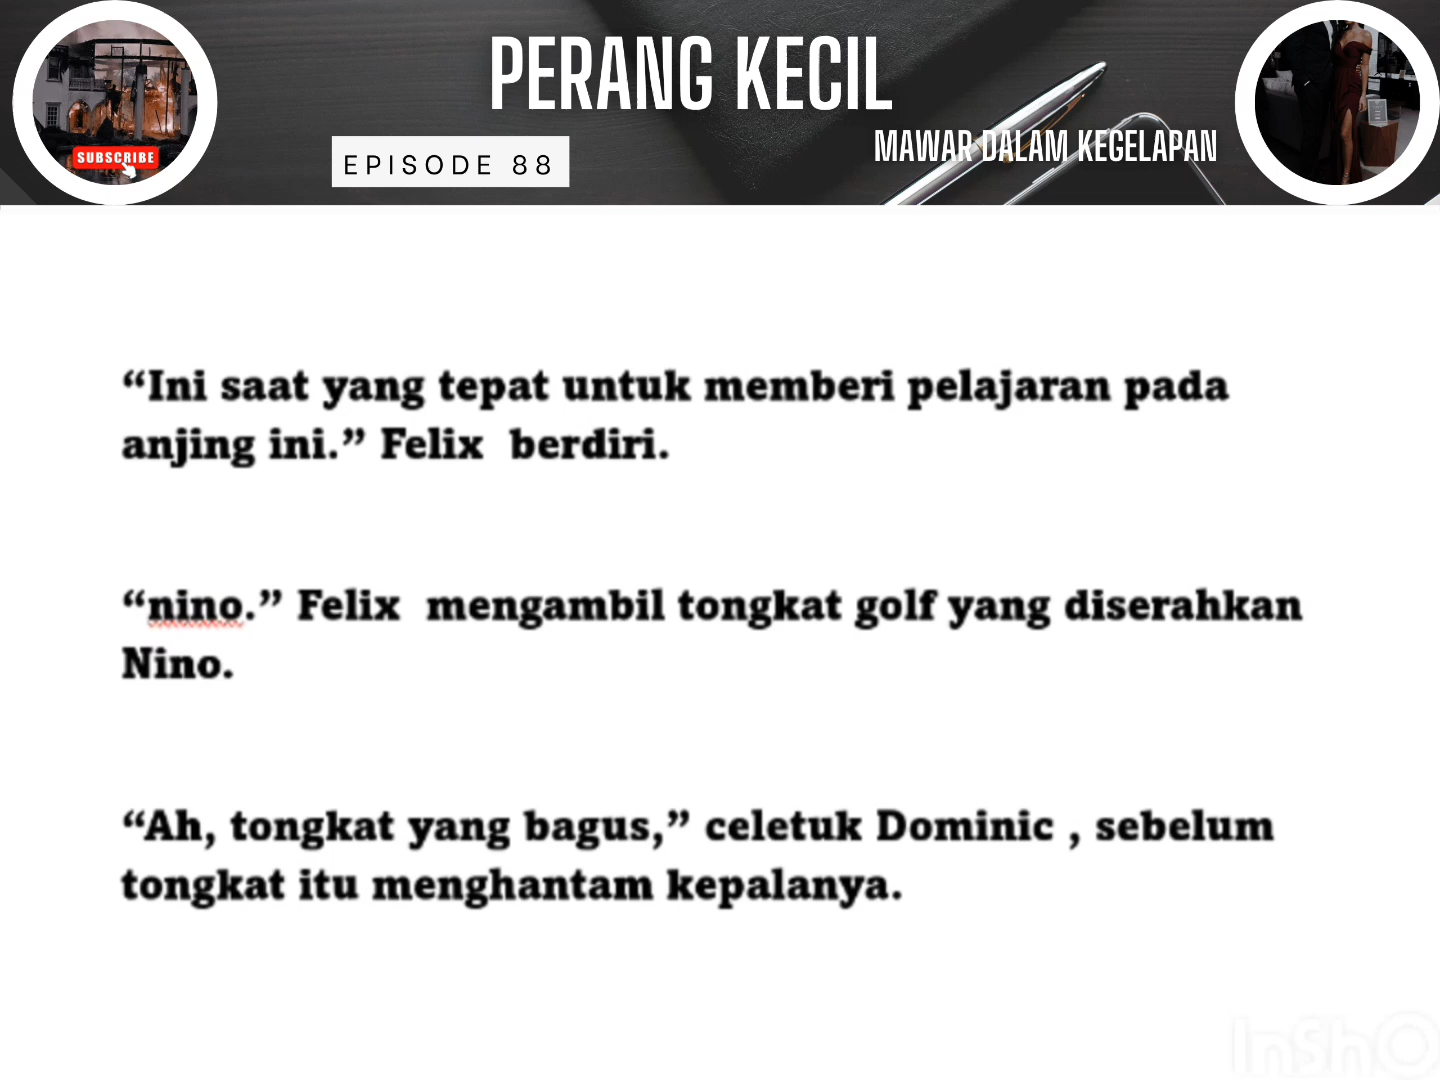 PERANG KECIL
MAWAR DALAM KEGELAPAN
EPISODE 88
SUBSCRIBE
“Ini saat yang tepat untuk memberi pelajaran pada
anjing ini.” Felix  berdiri.
“nino.” Felix  mengambil tongkat golf yang diserahkan
Nino.
“Ah, tongkat yang bagus,” celetuk Dominic , sebelum
tongkat itu menghantam kepalanya.
InShO